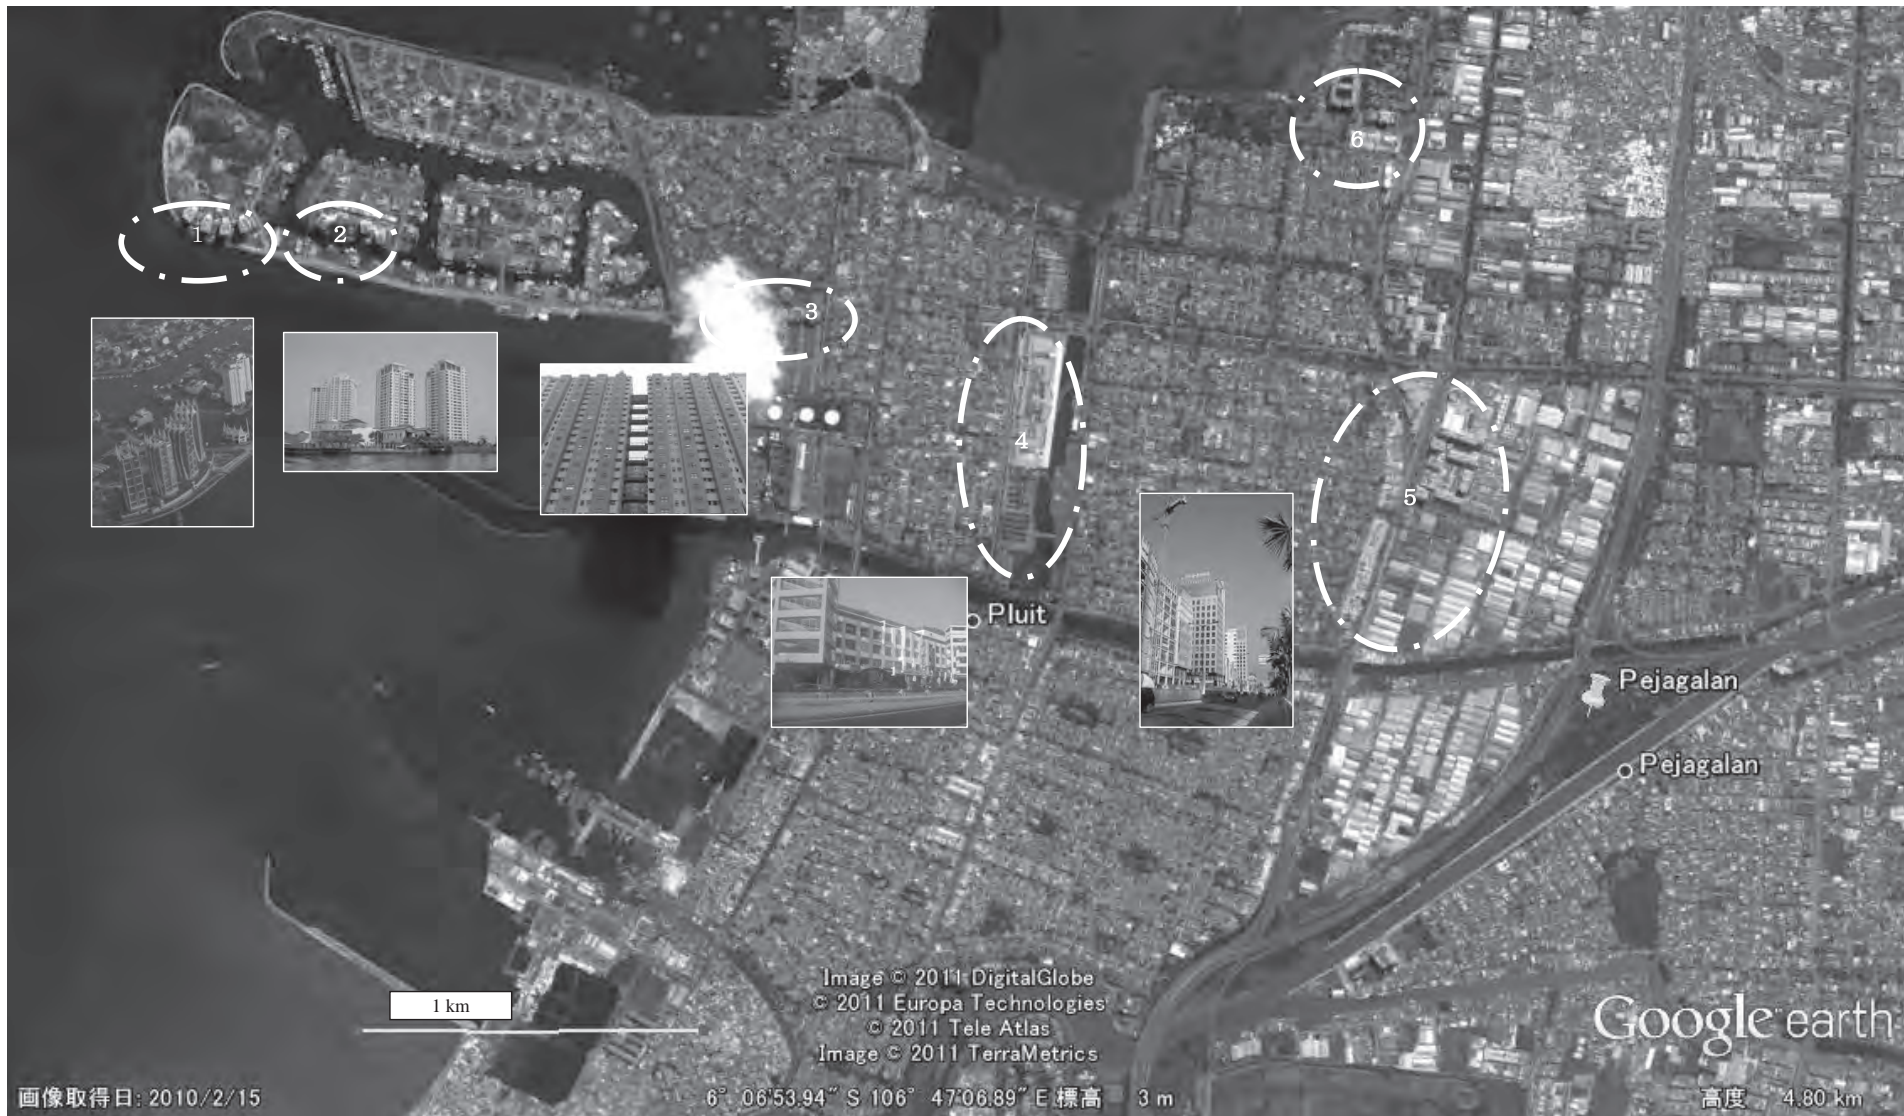 6
1
2
3
4
5
Pluit
Pejagalan
Pejagalan
Image © 2011 DigitalGlobe
© 2011 Europa Technologies
© 2011 Tele Atlas
Image © 2011 TerraMetrics
1 km
Google earth
画像取得日: 2010/2/15
6° 06'53.94" S 106° 47'06.89" E 標高 3 m
高度 4.80 km